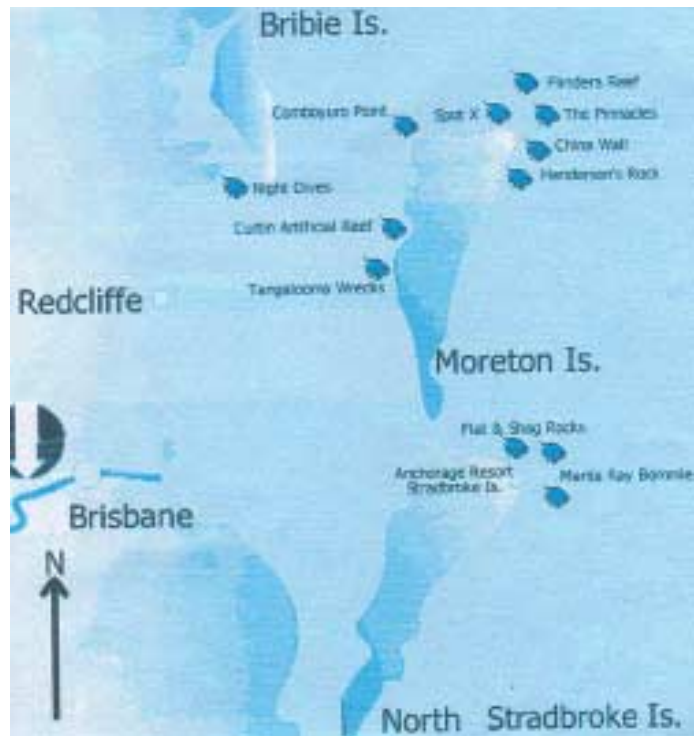 Bribie Is.
Flinders Reef
Comboyuro Point
Spot X
The Pinnacles
China Wall
Henderson's Rock
Night Dives
Curtin Artificial Reef
Tangalooma Wrecks
Redcliffe
Moreton Is.
Flat & Shag Rocks
Anchorage Resort
Stradbroke Is.
Manta Ray Bommie
Brisbane
N
North Stradbroke Is.